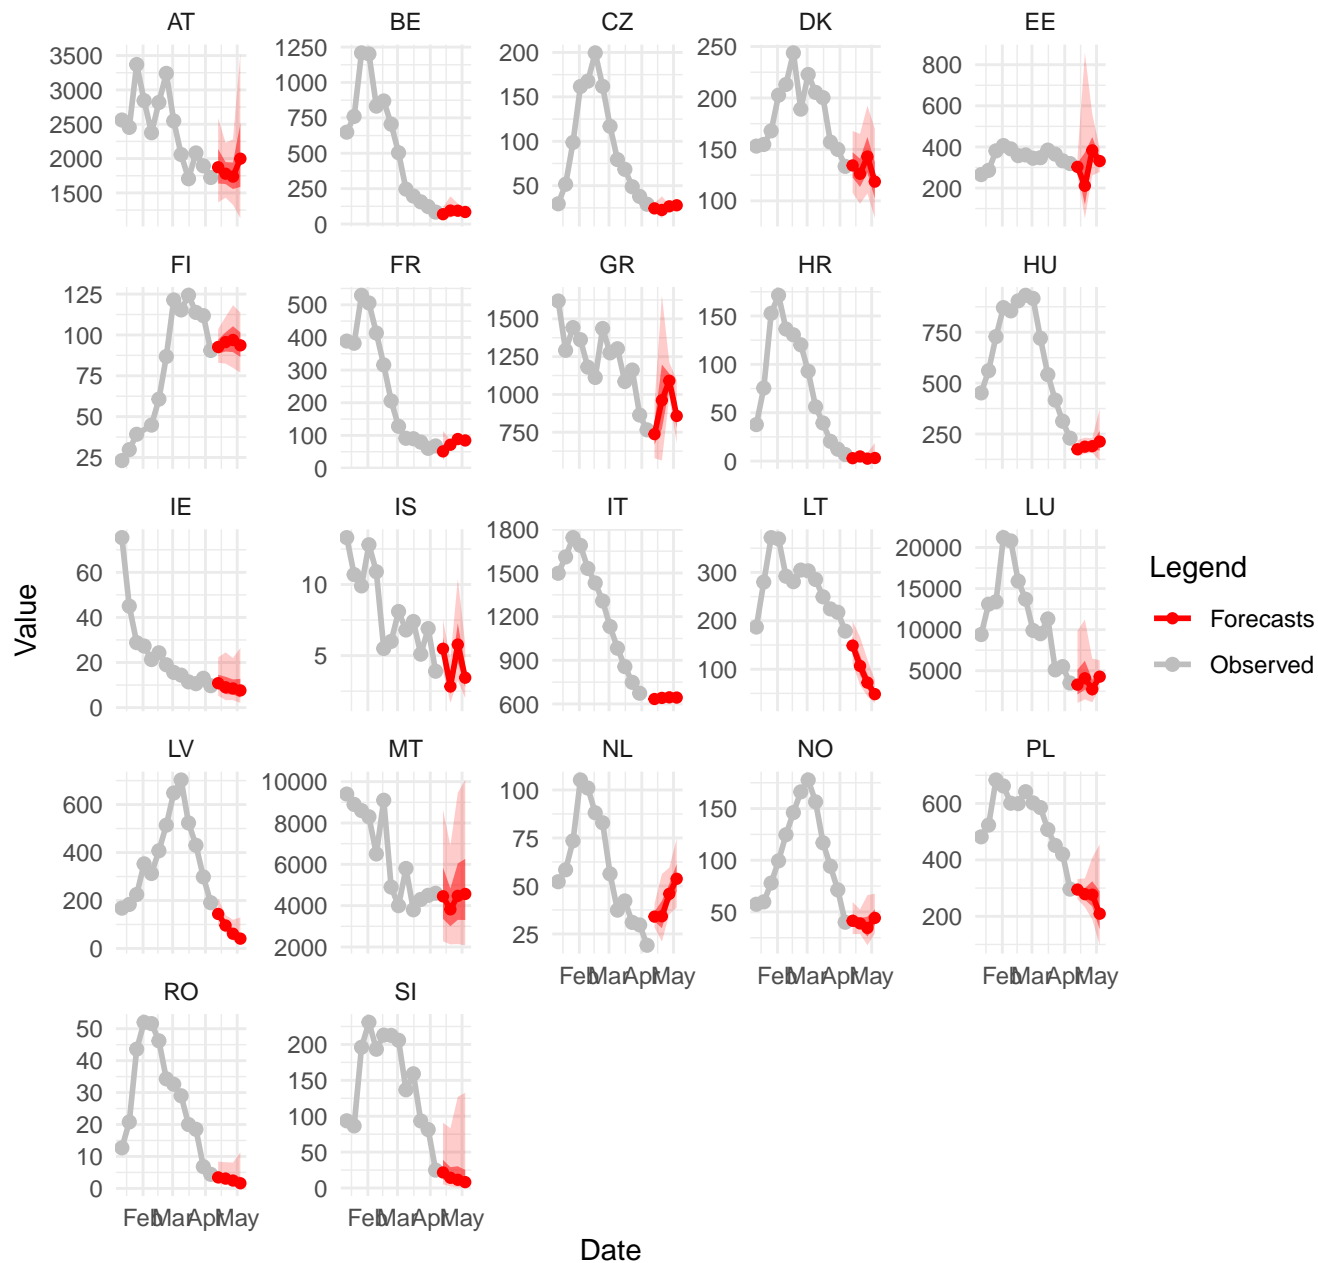 AT
BE
CZ
DK
EE
3500
3000
2500
2000
1500
1250
1000
750
500
250
0
200
150
100
50
250
200
150
100
800
600
400
200
FI
FR
GR
HR
HU
125
100
75
50
25
500
400
300
200
100
0
1500
1250
1000
750
150
100
50
0
750
500
250
IE
IS
IT
LT
LU
60
40
20
0
10
5
1800
1500
1200
900
600
300
200
100
20000
15000
10000
5000
LV
MT
NL
NO
PL
600
400
200
0
10000
8000
6000
4000
2000
100
75
50
25
150
100
50
600
400
200
Feb Mar Apr May
Feb Mar Apr May
Feb Mar Apr May
RO
SI
50
40
30
20
10
0
200
150
100
50
0
Feb Mar Apr May
Feb Mar Apr May
Value
Date
Legend
Forecasts
Observed